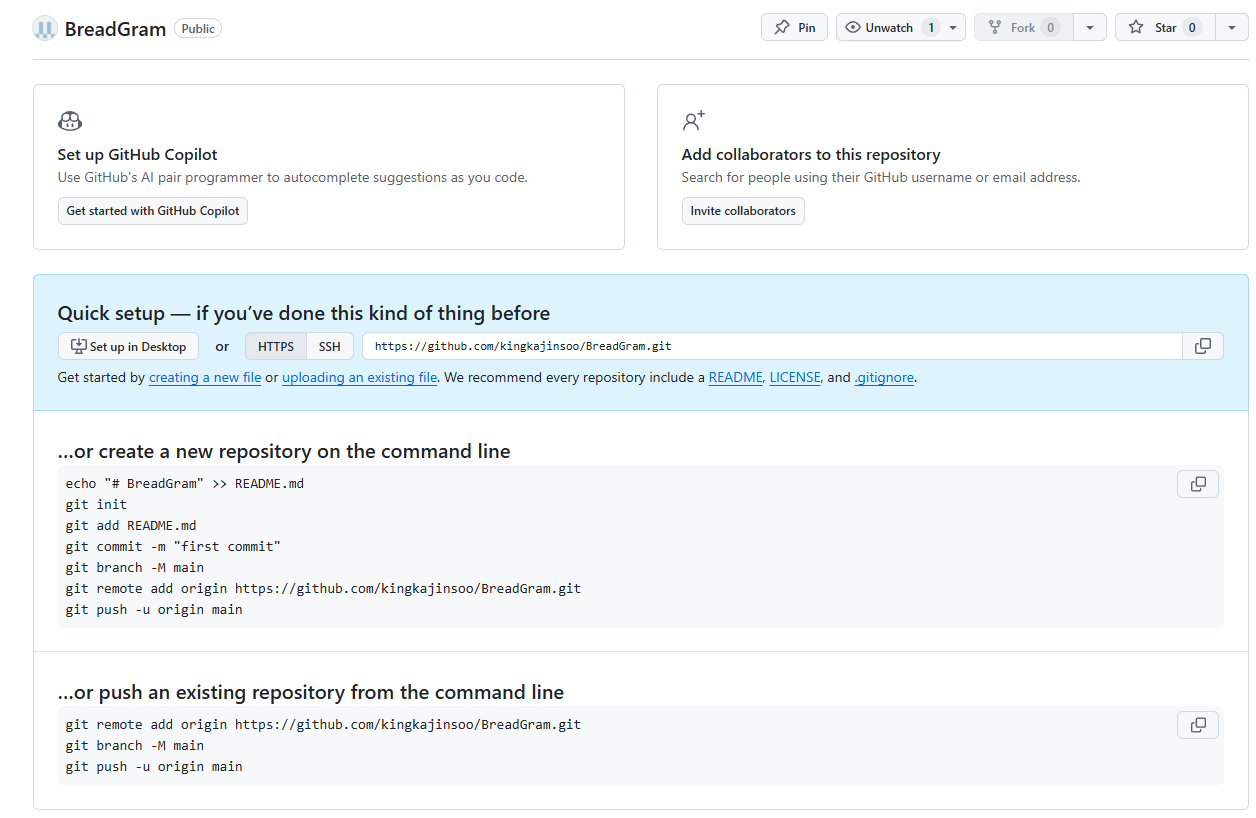 BreadGram Public Pin Unwatch 1 Fork 0 Star 0
Set up GitHub Copilot
Use GitHub's AI pair programmer to autocomplete suggestions as you code.
Get started with GitHub Copilot
Add collaborators to this repository
Search for people using their GitHub username or email address.
Invite collaborators
Quick setup — if you've done this kind of thing before
Set up in Desktop or HTTPS SSH https://github.com/kingkajinsoo/BreadGram.git
Get started by creating a new file or uploading an existing file. We recommend every repository include a README, LICENSE, and .gitignore.
…or create a new repository on the command line
echo "# BreadGram" >> README.md
git init
git add README.md
git commit -m "first commit"
git branch -M main
git remote add origin https://github.com/kingkajinsoo/BreadGram.git
git push -u origin main
…or push an existing repository from the command line
git remote add origin https://github.com/kingkajinsoo/BreadGram.git
git branch -M main
git push -u origin main